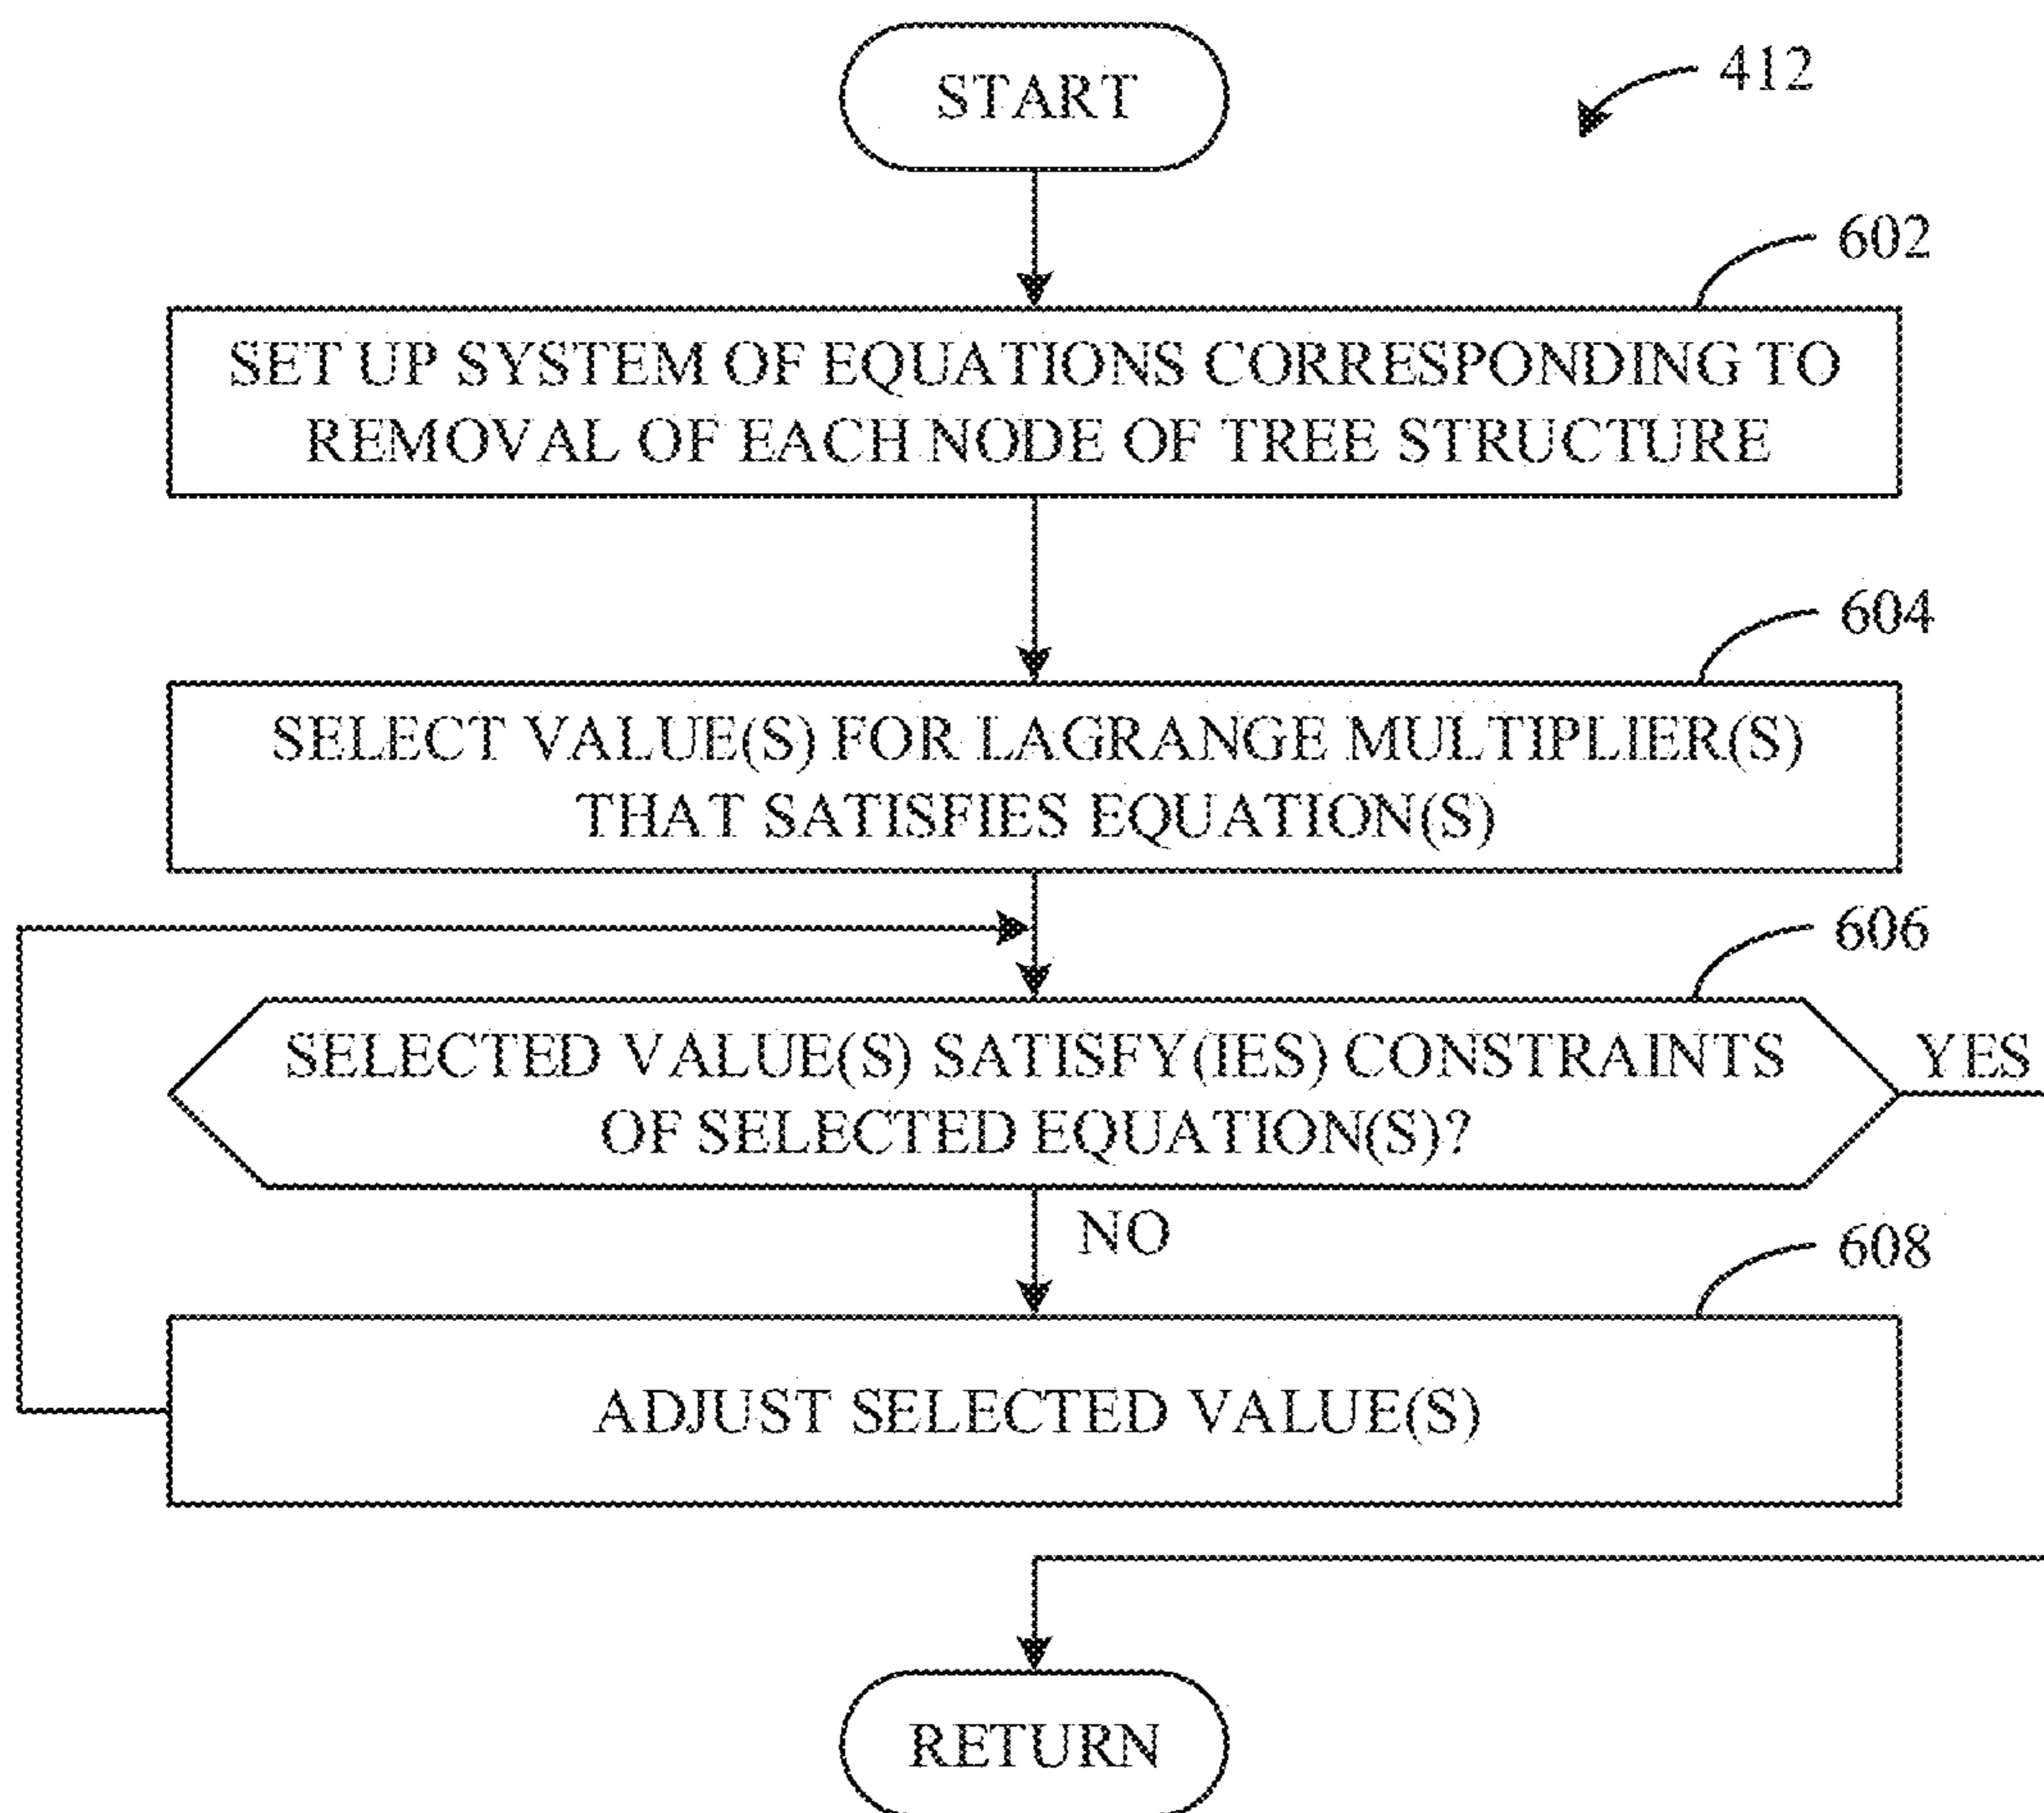 START
412
602
SET UP SYSTEM OF EQUATIONS CORRESPONDING TO
REMOVAL OF EACH NODE OF TREE STRUCTURE
604
SELECT VALUE(S) FOR LAGRANGE MULTIPLIER(S)
THAT SATISFIES EQUATION(S)
606
SELECTED VALUE(S) SATISFY(IES) CONSTRAINTS
OF SELECTED EQUATION(S)?
YES
NO
608
ADJUST SELECTED VALUE(S)
RETURN